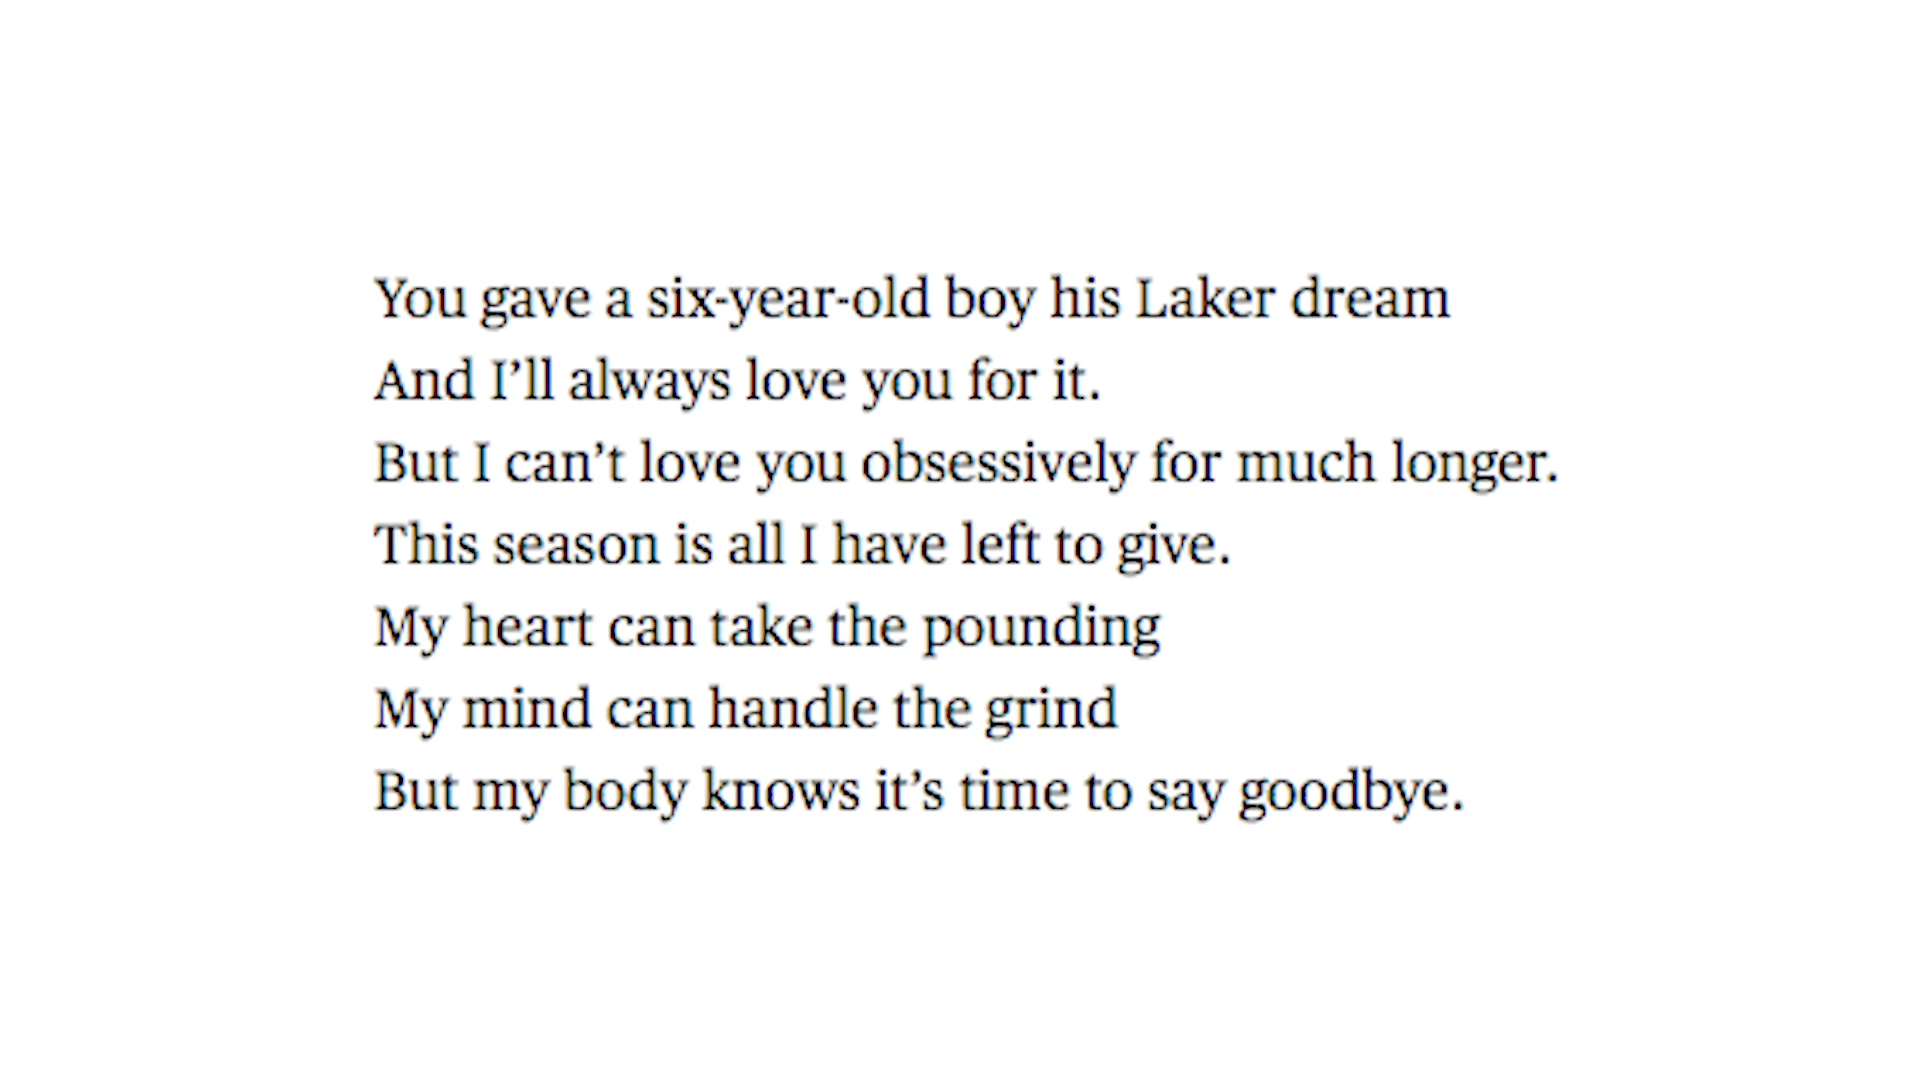 You gave a six-year-old boy his Laker dream
And I’ll always love you for it.
But I can’t love you obsessively for much longer.
This season is all I have left to give.
My heart can take the pounding
My mind can handle the grind
But my body knows it’s time to say goodbye.